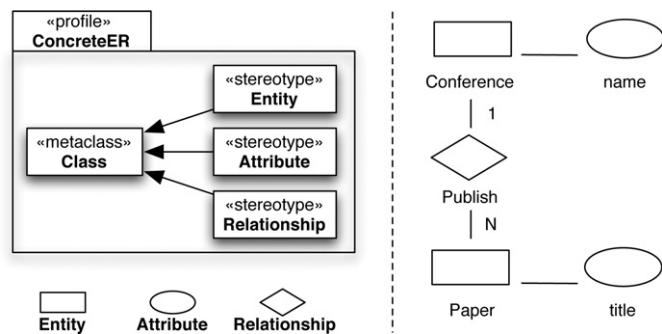 «profile»
ConcreteER
«stereotype»
Entity
«metaclass»
Class
«stereotype»
Attribute
«stereotype»
Relationship
Entity
Attribute
Relationship
Conference
name
1
Publish
N
Paper
title